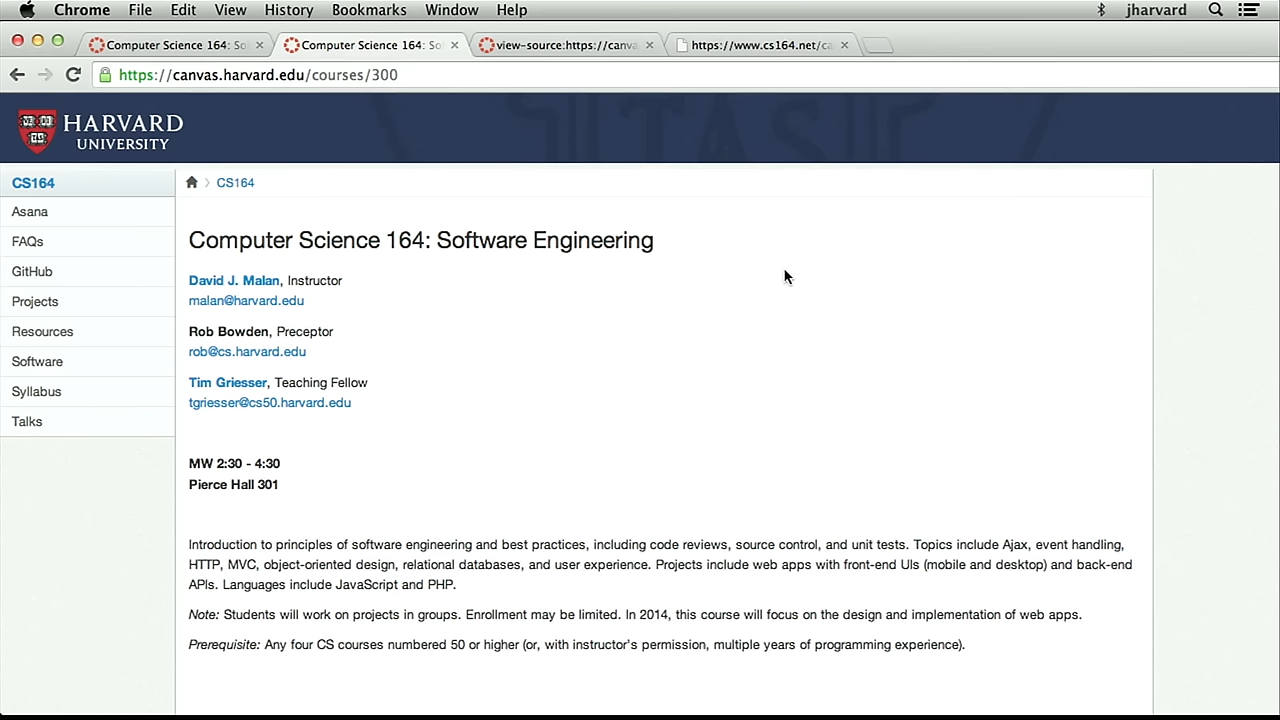 Chrome File Edit View History Bookmarks Window Help jharvard
Computer Science 164: So
Computer Science 164: So
view-source:https://canva
https://www.cs164.net/ca
https://canvas.harvard.edu/courses/300
HARVARD
UNIVERSITY
TAS
CS164
Asana
FAQs
GitHub
Projects
Resources
Software
Syllabus
Talks
CS164
Computer Science 164: Software Engineering
David J. Malan, Instructor
malan@harvard.edu
Rob Bowden, Preceptor
rob@cs.harvard.edu
Tim Griesser, Teaching Fellow
tgriesser@cs50.harvard.edu
MW 2:30 - 4:30
Pierce Hall 301
Introduction to principles of software engineering and best practices, including code reviews, source control, and unit tests. Topics include Ajax, event handling,
HTTP, MVC, object-oriented design, relational databases, and user experience. Projects include web apps with front-end UIs (mobile and desktop) and back-end
APIs. Languages include JavaScript and PHP.
Note: Students will work on projects in groups. Enrollment may be limited. In 2014, this course will focus on the design and implementation of web apps.
Prerequisite: Any four CS courses numbered 50 or higher (or, with instructor's permission, multiple years of programming experience).